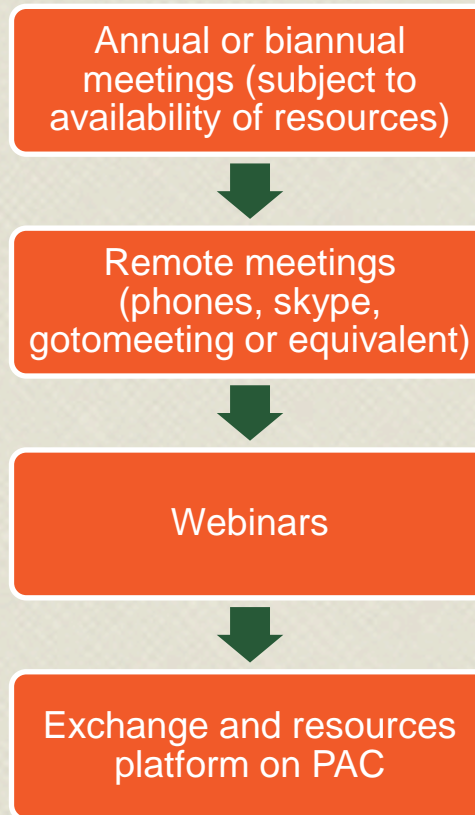 Annual or biannual
meetings (subject to
availability of resources)
Remote meetings
(phones, skype,
gotomeeting or equivalent)
Webinars
Exchange and resources
platform on PAC